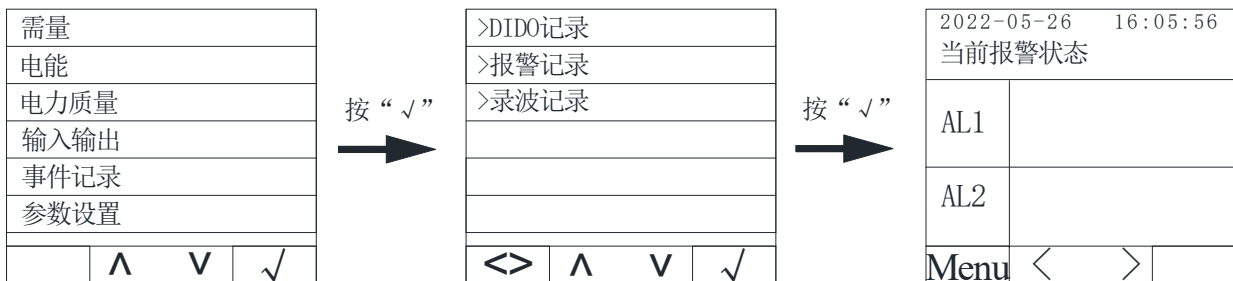 需量
电能
电力质量
输入输出
事件记录
参数设置
∧ ∨ √
按“√”
>DIDO记录
>报警记录
>录波记录
<> ∧ ∨ √
按“√”
2022-05-26 16:05:56
当前报警状态
AL1
AL2
Menu < >